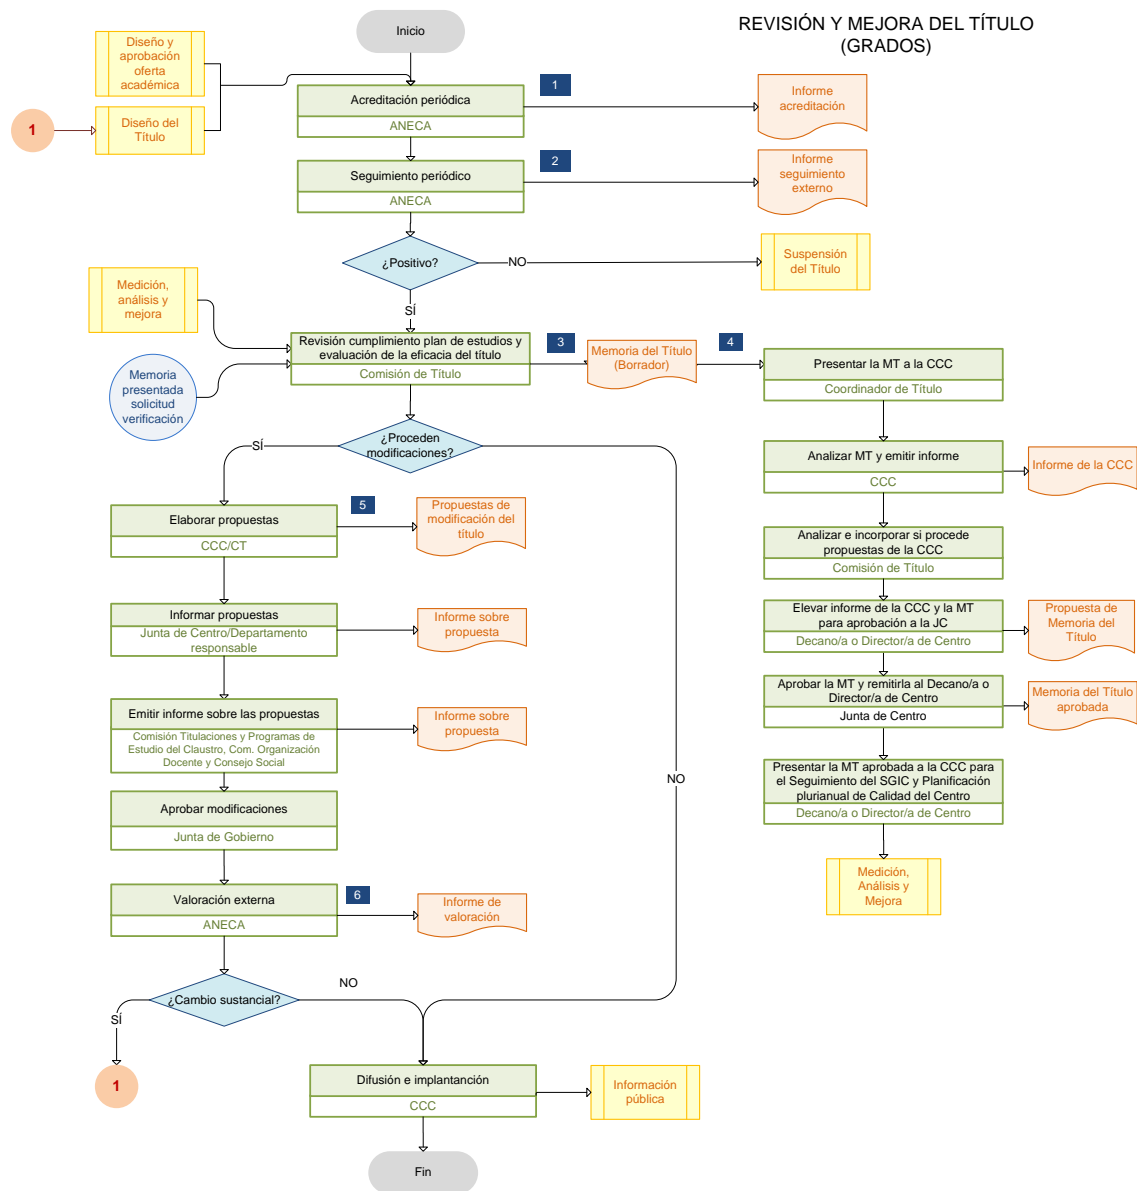 REVISIÓN Y MEJORA DEL TÍTULO
(GRADOS)
Inicio
Diseño y
aprobación
oferta
académica
1
Diseño del
Título
1
Acreditación periódica
ANECA
Informe
acreditación
2
Seguimiento periódico
ANECA
Informe
seguimiento
externo
¿Positivo?
NO
Suspensión
del Título
SÍ
Medición,
análisis y
mejora
Memoria
presentada
solicitud
verificación
Revisión cumplimiento plan de estudios y
evaluación de la eficacia del título
Comisión de Título
3
Memoria del Título
(Borrador)
4
Presentar la MT a la CCC
Coordinador de Título
¿Proceden
modificaciones?
SÍ
Analizar MT y emitir informe
CCC
Informe de la CCC
5
Elaborar propuestas
CCC/CT
Propuestas de
modificación del
título
Analizar e incorporar si procede
propuestas de la CCC
Comisión de Título
Informar propuestas
Junta de Centro/Departamento
responsable
Informe sobre
propuesta
Elevar informe de la CCC y la MT
para aprobación a la JC
Decano/a o Director/a de Centro
Propuesta de
Memoria del
Título
Aprobar la MT y remitirla al Decano/a o
Director/a de Centro
Junta de Centro
Memoria del Título
aprobada
Emitir informe sobre las propuestas
Comisión Titulaciones y Programas de
Estudio del Claustro, Com. Organización
Docente y Consejo Social
Informe sobre
propuesta
NO
Presentar la MT aprobada a la CCC para
el Seguimiento del SGIC y Planificación
plurianual de Calidad del Centro
Decano/a o Director/a de Centro
Aprobar modificaciones
Junta de Gobierno
Medición,
Análisis y
Mejora
6
Valoración externa
ANECA
Informe de
valoración
¿Cambio sustancial?
NO
SÍ
1
Difusión e implantanción
CCC
Información
pública
Fin